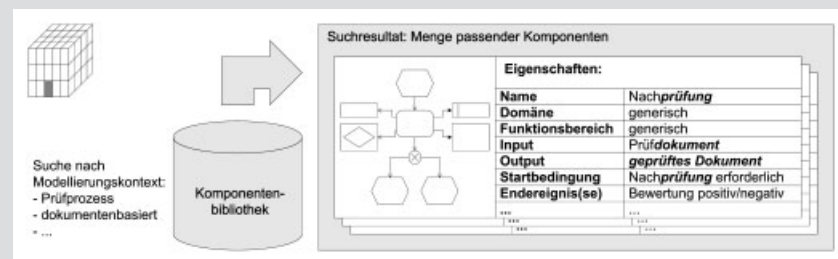 Suchresultat: Menge passender Komponenten
Eigenschaften:
Name Nachprüfung
Domäne generisch
Funktionsbereich generisch
Input Prüfdokument
Output geprüftes Dokument
Startbedingung Nachprüfung erforderlich
Endereignis(se) Bewertung positiv/negativ
... ...
... ...
... ...
Suche nach
Modellierungskontext:
- Prüfprozess
- dokumentenbasiert
- ...
Komponenten-
bibliothek